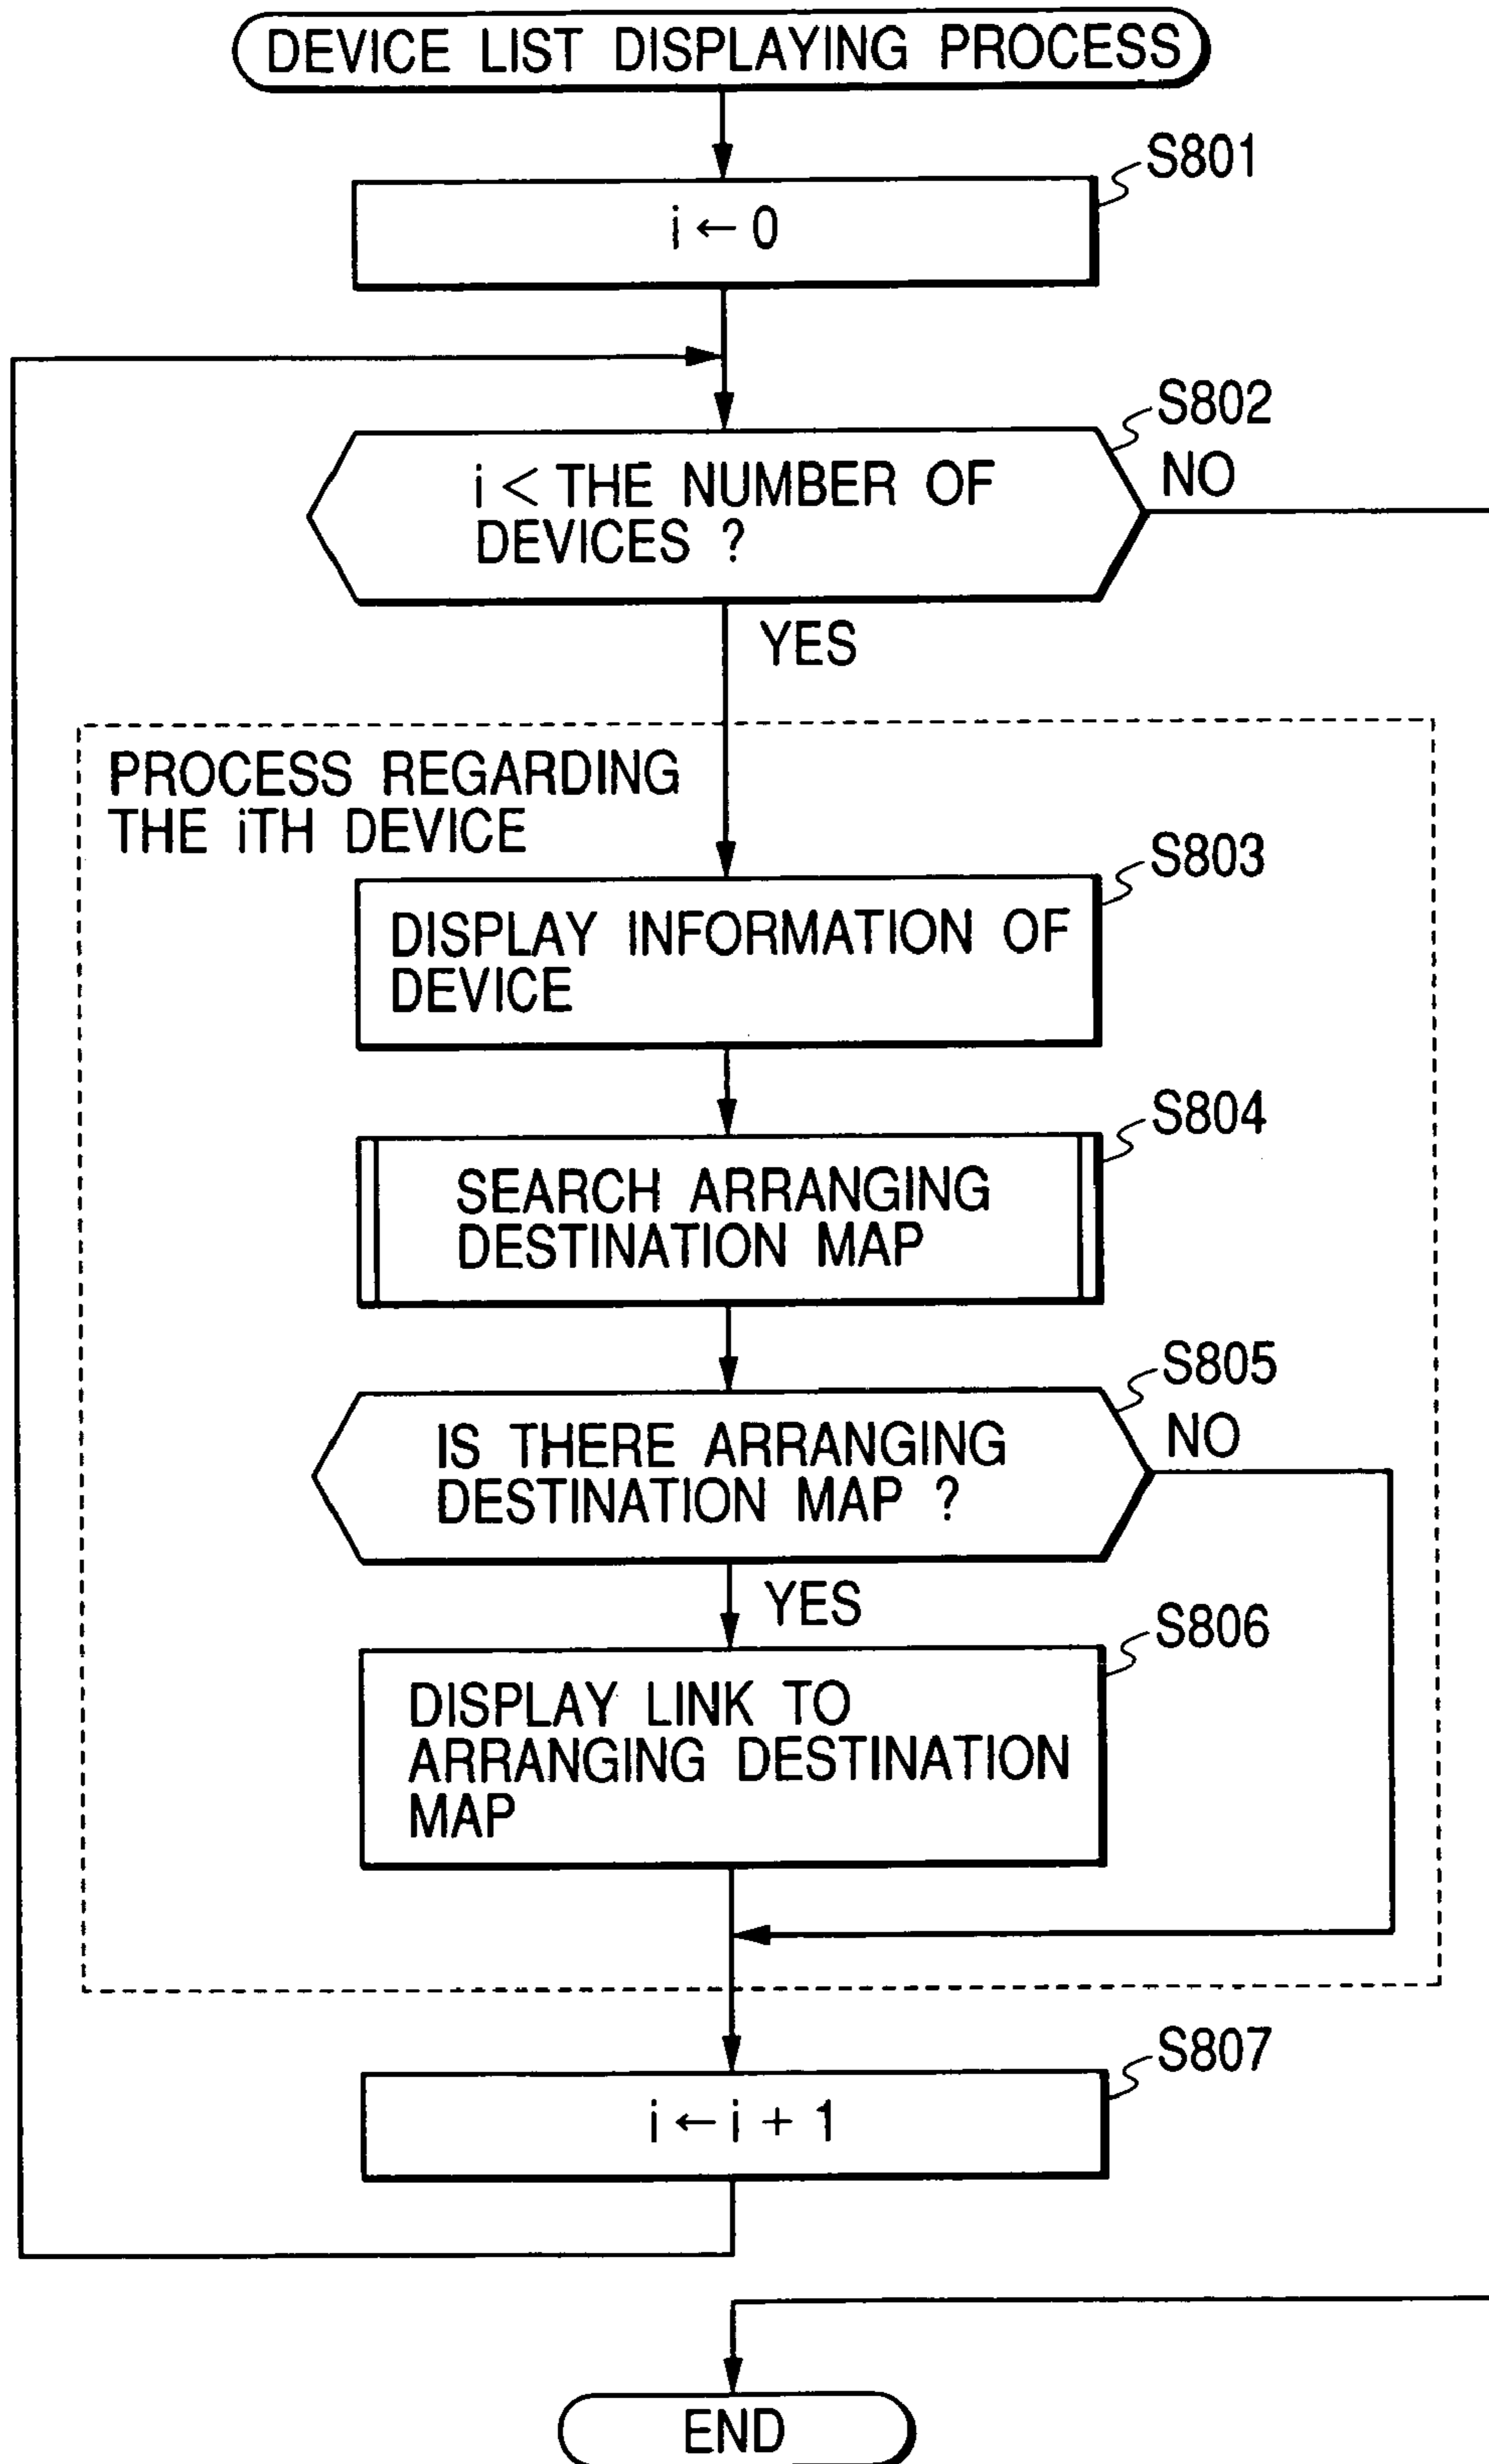 DEVICE LIST DISPLAYING PROCESS
S801
i ← 0
S802
i < THE NUMBER OF
DEVICES ?
NO
YES
PROCESS REGARDING
THE iTH DEVICE
S803
DISPLAY INFORMATION OF
DEVICE
S804
SEARCH ARRANGING
DESTINATION MAP
S805
IS THERE ARRANGING
DESTINATION MAP ?
NO
YES
S806
DISPLAY LINK TO
ARRANGING DESTINATION
MAP
S807
i ← i + 1
END